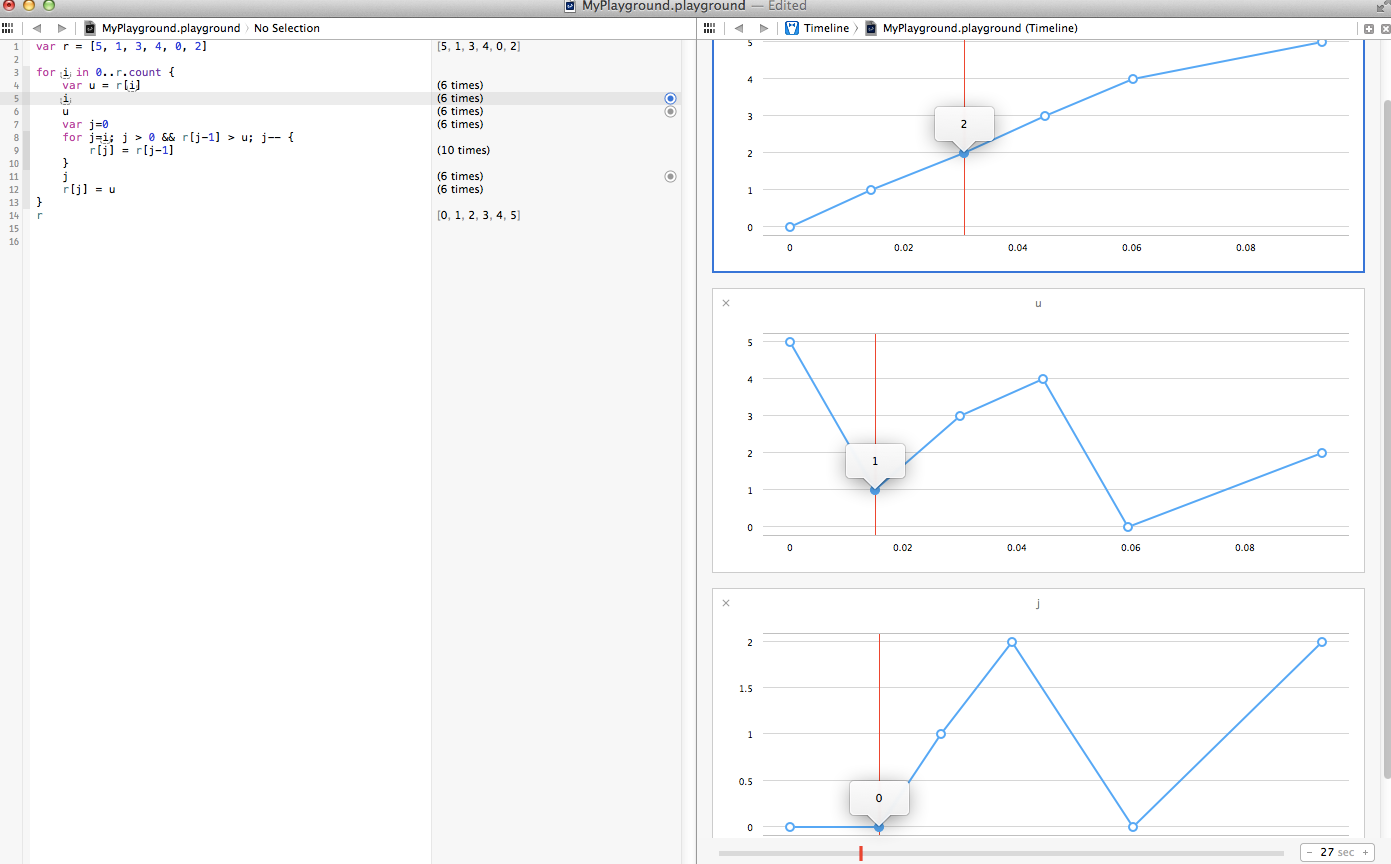 MyPlayground.playground — Edited
MyPlayground.playground › No Selection
Timeline › MyPlayground.playground (Timeline)
1 var r = [5, 1, 3, 4, 0, 2] [5, 1, 3, 4, 0, 2]
2
3 for i in 0..r.count {
4 var u = r[i] (6 times)
5 i (6 times)
6 u (6 times)
7 var j=0 (6 times)
8 for j=i; j > 0 && r[j-1] > u; j-- {
9 r[j] = r[j-1] (10 times)
10 }
11 j (6 times)
12 r[j] = u (6 times)
13 }
14 r [0, 1, 2, 3, 4, 5]
15
16
5
4
3
2
1
0
2
0 0.02 0.04 0.06 0.08
× u
5
4
3
2
1
0
1
0 0.02 0.04 0.06 0.08
× j
2
1.5
1
0.5
0
0
− 27 sec +